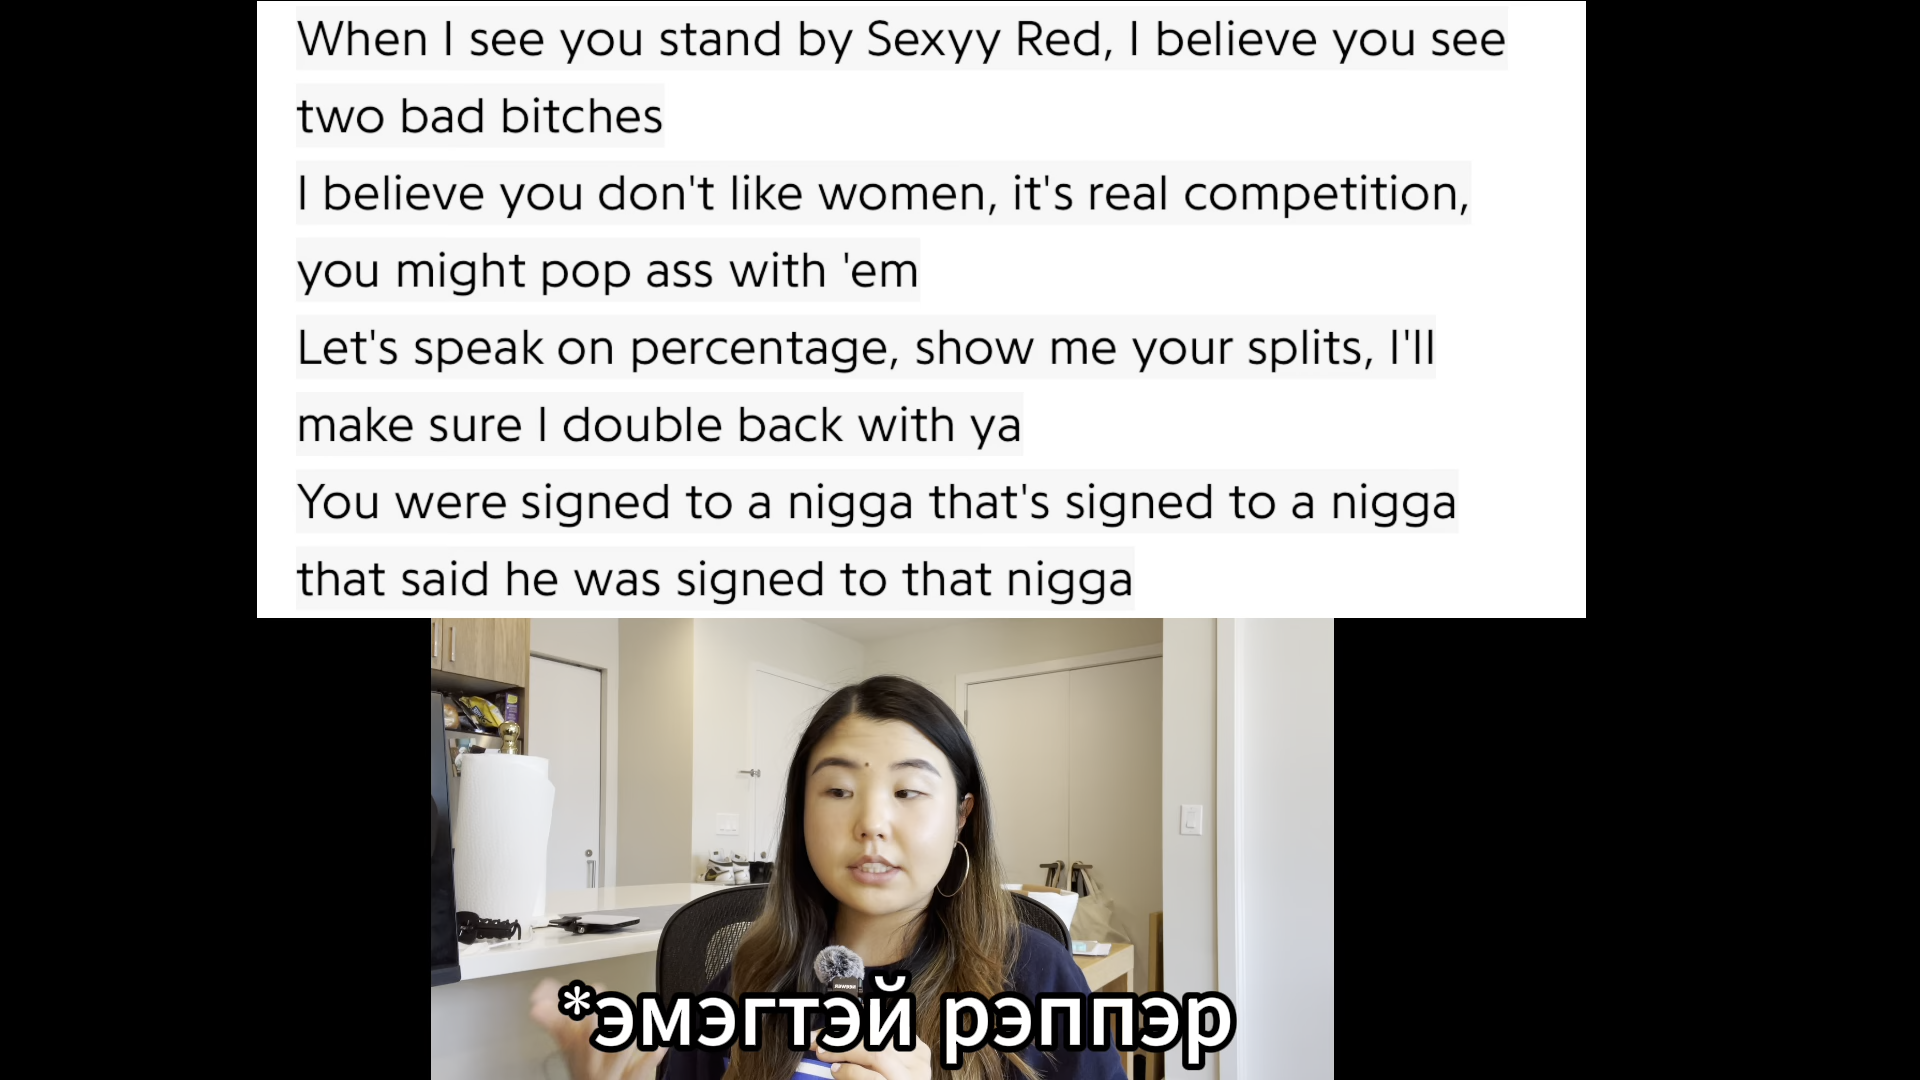 When I see you stand by Sexyy Red, I believe you see
two bad bitches
I believe you don't like women, it's real competition,
you might pop ass with 'em
Let's speak on percentage, show me your splits, I'll
make sure I double back with ya
You were signed to a nigga that's signed to a nigga
that said he was signed to that nigga
*эмэгтэй рэппэр